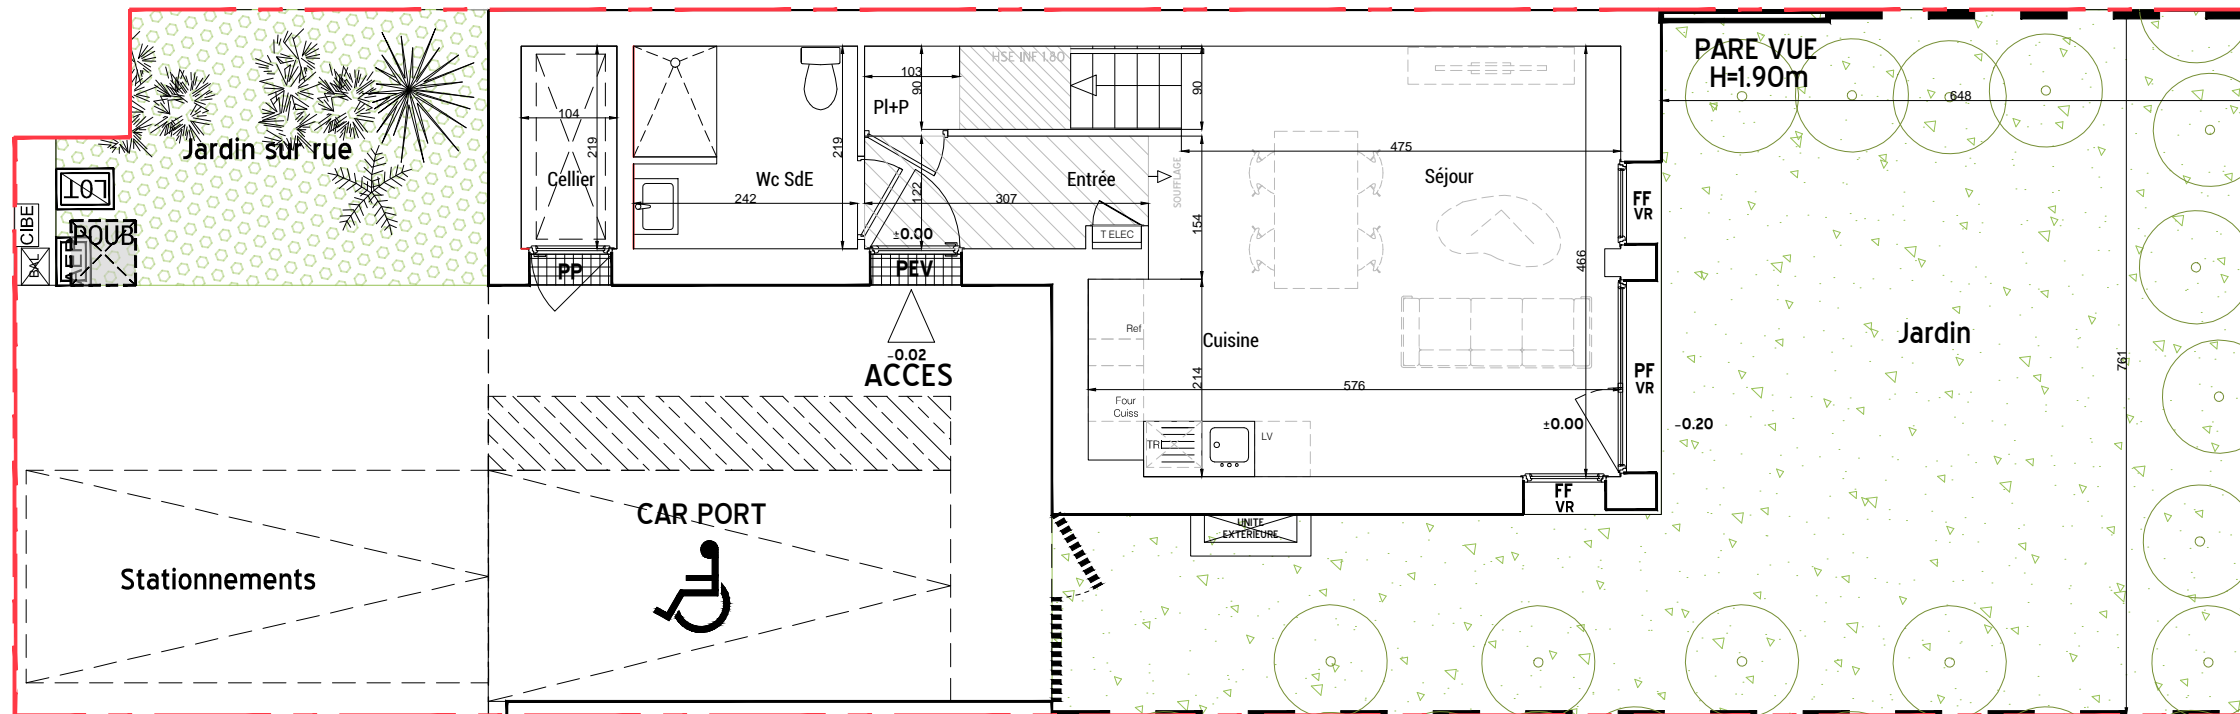 PARE VUE
H=1.90m
HSE INF 1.80
648
103
90
90
Pl+P
104
219
219
Jardin sur rue
475
Cellier
Wc SdE
122
Entrée
SOUFFLAGE
Séjour
LOT
242
307
FF
VR
154
CIBE
POUB
±0.00
T ELEC
BAL
PP
PEV
466
Ref
Cuisine
Jardin
-0.02
ACCES
214
576
761
PF
VR
Four
Cuiss
±0.00
-0.20
TRI
LV
CAR PORT
FF
VR
UNITE
EXTERIEURE
Stationnements